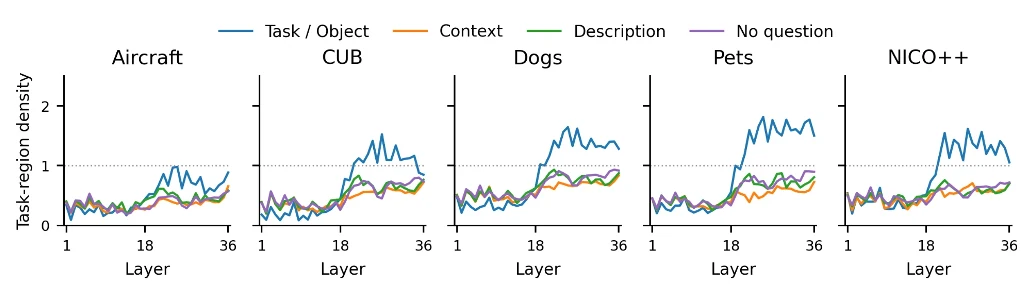 Task / Object Context Description No question
Aircraft CUB Dogs Pets NICO++
Task-region density
2
1
0
1 18 36 1 18 36 1 18 36 1 18 36 1 18 36
Layer Layer Layer Layer Layer